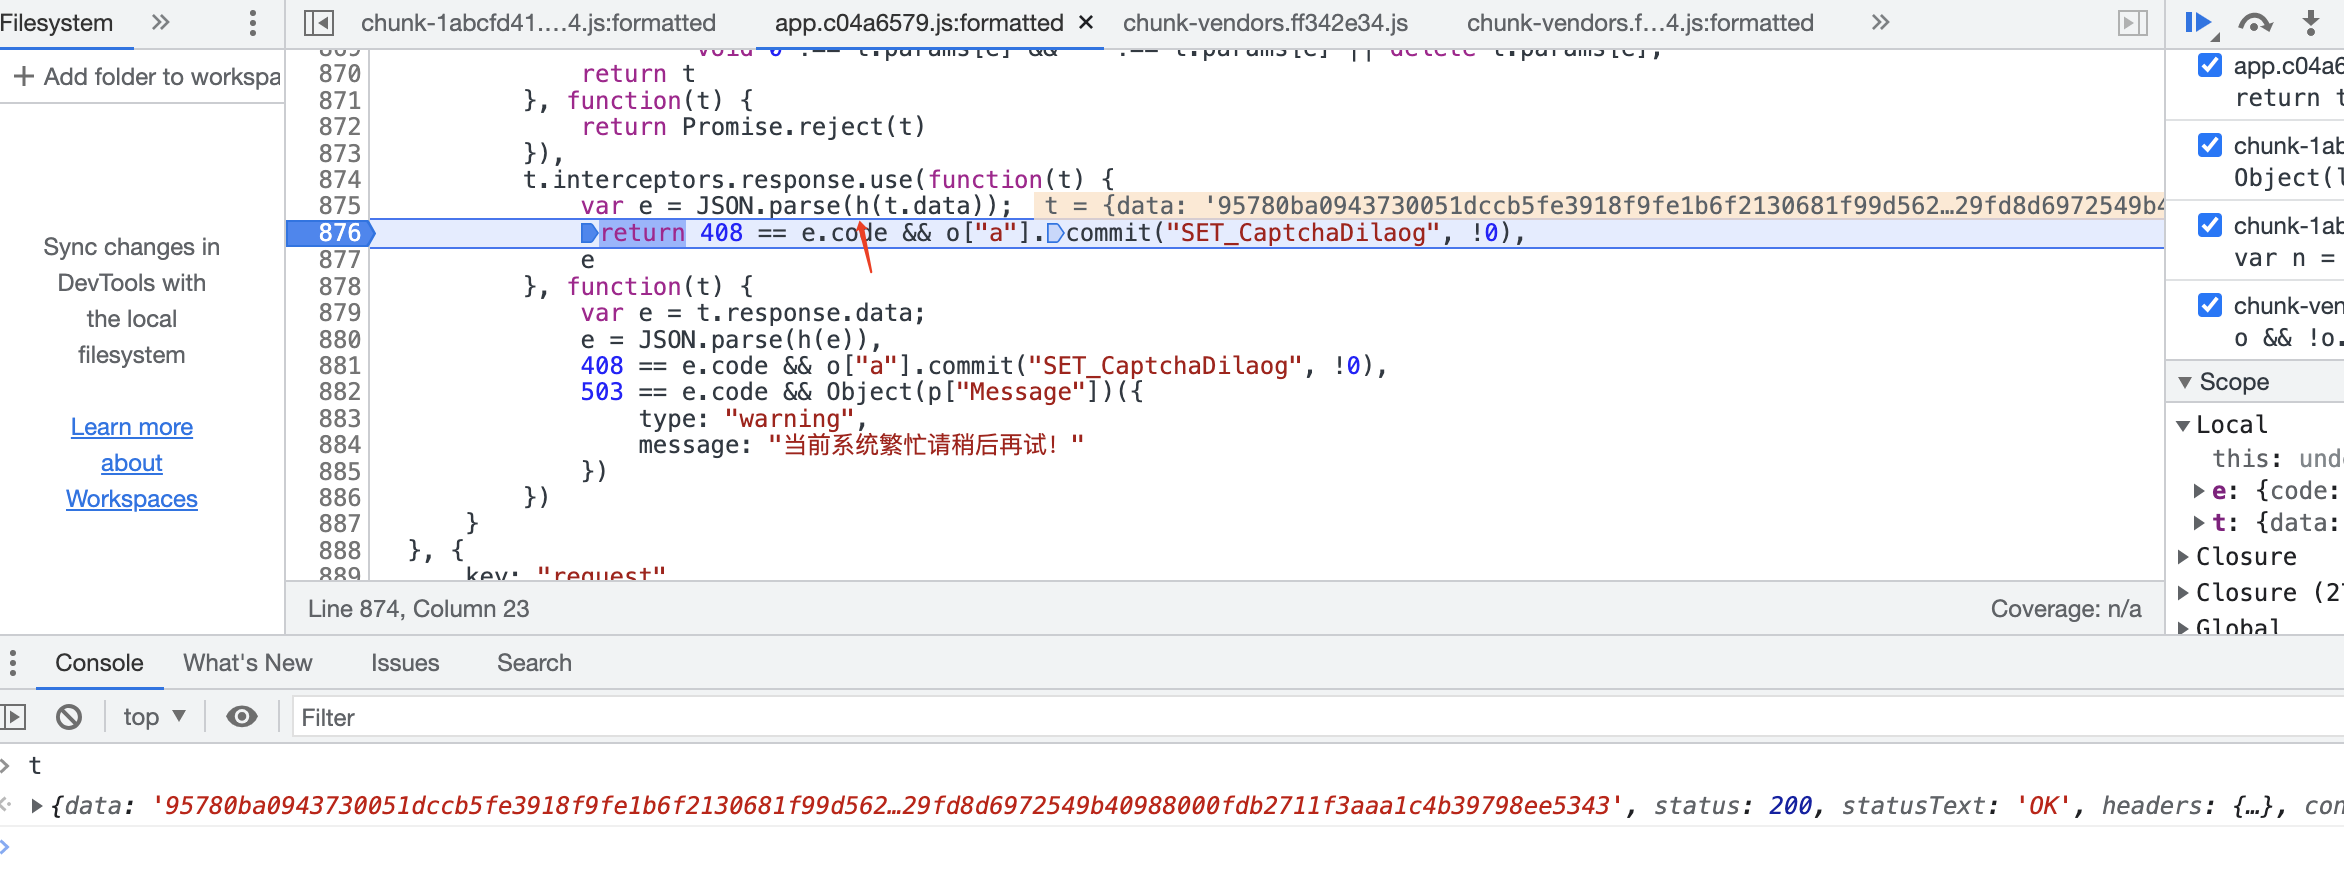 Filesystem
chunk-1abcfd41.…4.js:formatted
app.c04a6579.js:formatted ×
chunk-vendors.ff342e34.js
chunk-vendors.f…4.js:formatted
+ Add folder to workspa
Sync changes in
DevTools with
the local
filesystem
Learn more
about
Workspaces
870 return t
871 }, function(t) {
872 return Promise.reject(t)
873 }),
874 t.interceptors.response.use(function(t) {
875 var e = JSON.parse(h(t.data)); t = {data: '95780ba0943730051dccb5fe3918f9fe1b6f2130681f99d562…29fd8d6972549b4
876 return 408 == e.code && o["a"].commit("SET_CaptchaDilaog", !0),
877 e
878 }, function(t) {
879 var e = t.response.data;
880 e = JSON.parse(h(e)),
881 408 == e.code && o["a"].commit("SET_CaptchaDilaog", !0),
882 503 == e.code && Object(p["Message"])({
883 type: "warning",
884 message: "当前系统繁忙请稍后再试！"
885 })
886 })
887 }
888 }, {
889 key: "request"
Line 874, Column 23
Coverage: n/a
app.c04a6
return t
chunk-1ab
Object(l
chunk-1ab
var n =
chunk-ven
o && !o.
Scope
Local
this: und
e: {code:
t: {data:
Closure
Closure (2
Global
Console
What's New
Issues
Search
top
Filter
t
{data: '95780ba0943730051dccb5fe3918f9fe1b6f2130681f99d562…29fd8d6972549b40988000fdb2711f3aaa1c4b39798ee5343', status: 200, statusText: 'OK', headers: {…}, con